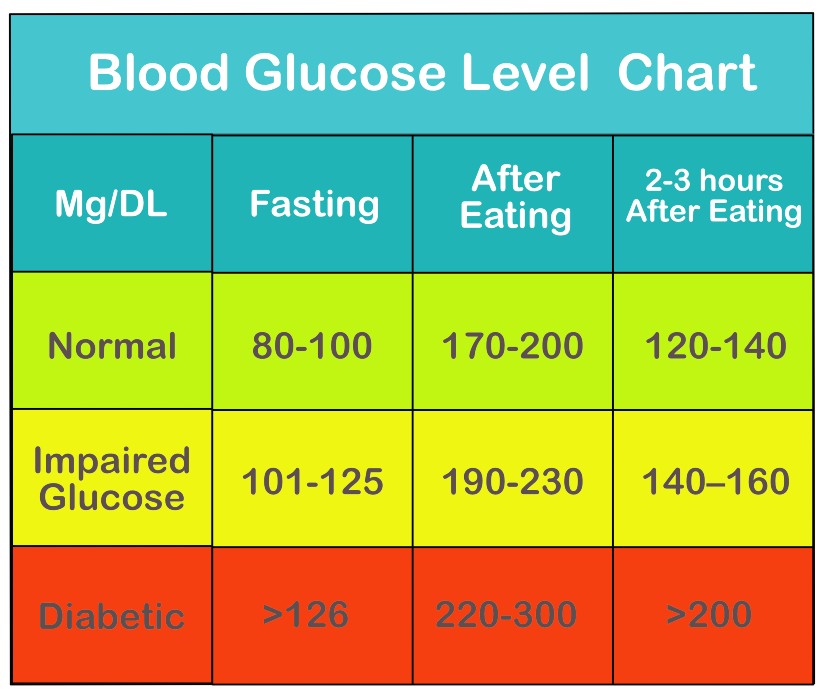 Blood Glucose Level Chart
Mg/DL
Fasting
After
Eating
2-3 hours
After Eating
Normal
80-100
170-200
120-140
Impaired
Glucose
101-125
190-230
140–160
Diabetic
>126
220-300
>200